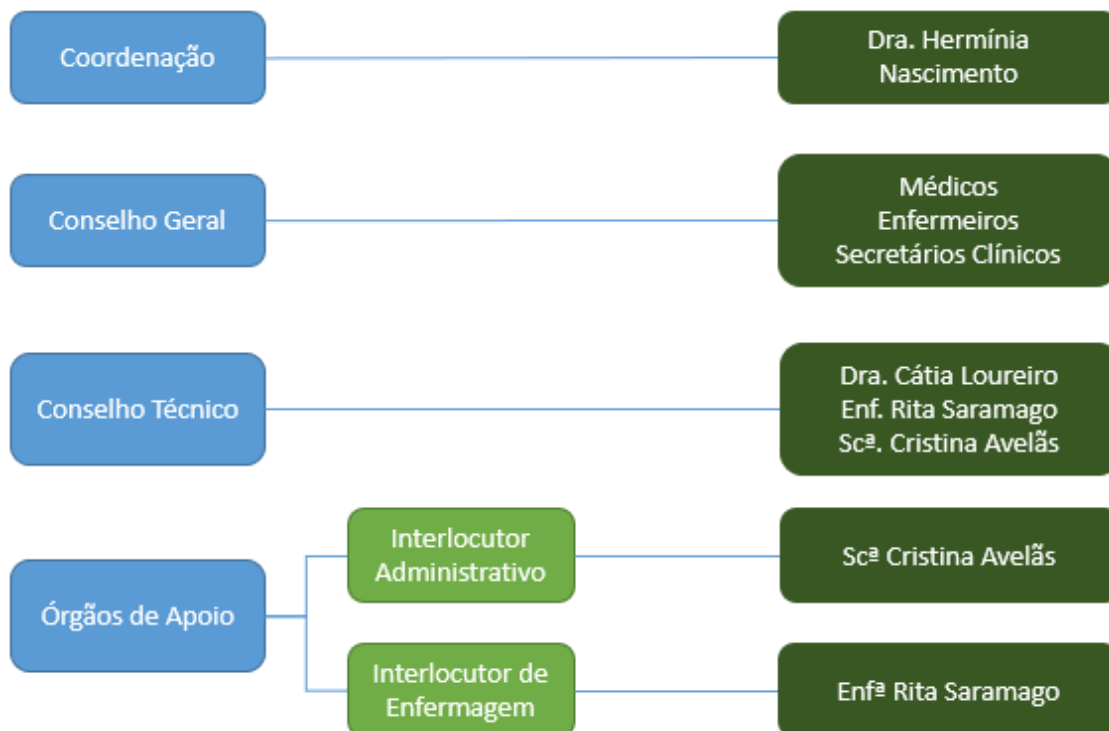 Coordenação
Dra. Hermínia
Nascimento
Conselho Geral
Médicos
Enfermeiros
Secretários Clínicos
Conselho Técnico
Dra. Cátia Loureiro
Enf. Rita Saramago
Scª. Cristina Avelãs
Órgãos de Apoio
Interlocutor
Administrativo
Scª Cristina Avelãs
Interlocutor de
Enfermagem
Enfª Rita Saramago